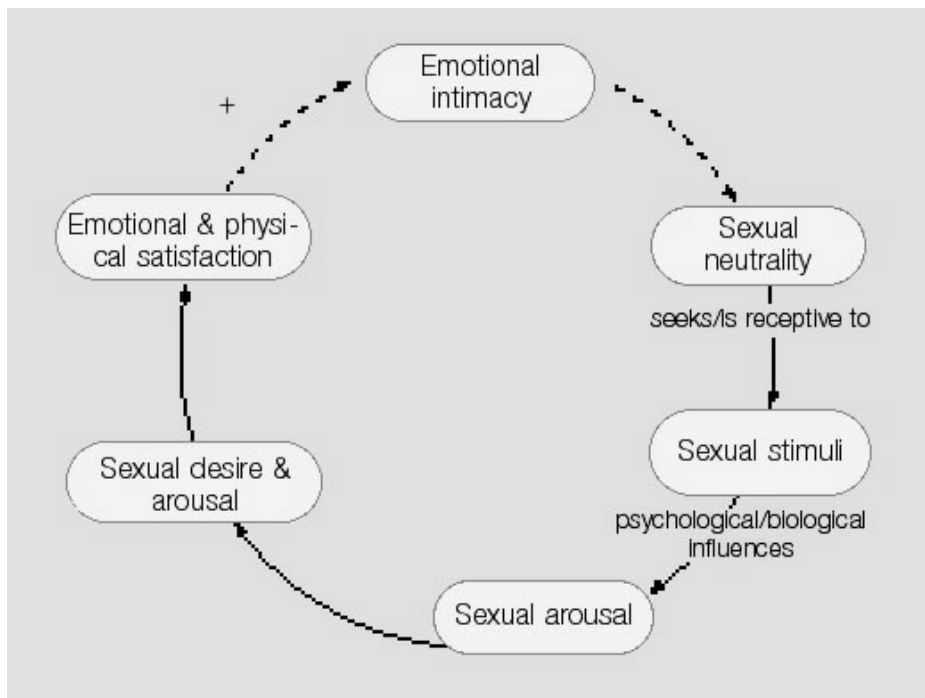 Emotional
intimacy
+
Sexual
neutrality
seeks/is receptive to
Sexual stimuli
psychological/biological
influences
Sexual arousal
Sexual desire &
arousal
Emotional & physi-
cal satisfaction